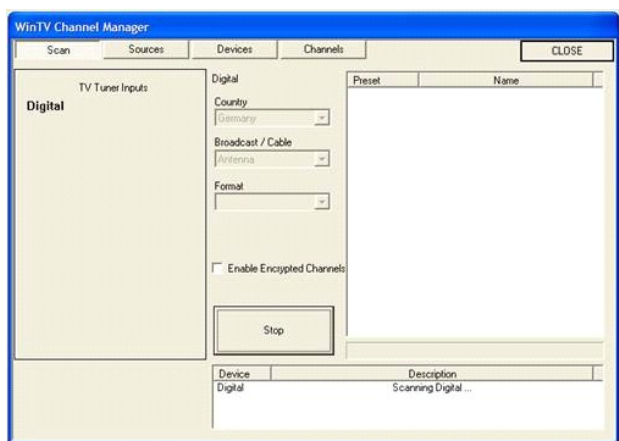 WinTV Channel Manager
Scan Sources Devices Channels CLOSE
TV Tuner Inputs
Digital
Digital
Country
Germany
Broadcast / Cable
Antenna
Format
Enable Encrypted Channels
Stop
Preset Name
Device Description
Digital Scanning Digital ...